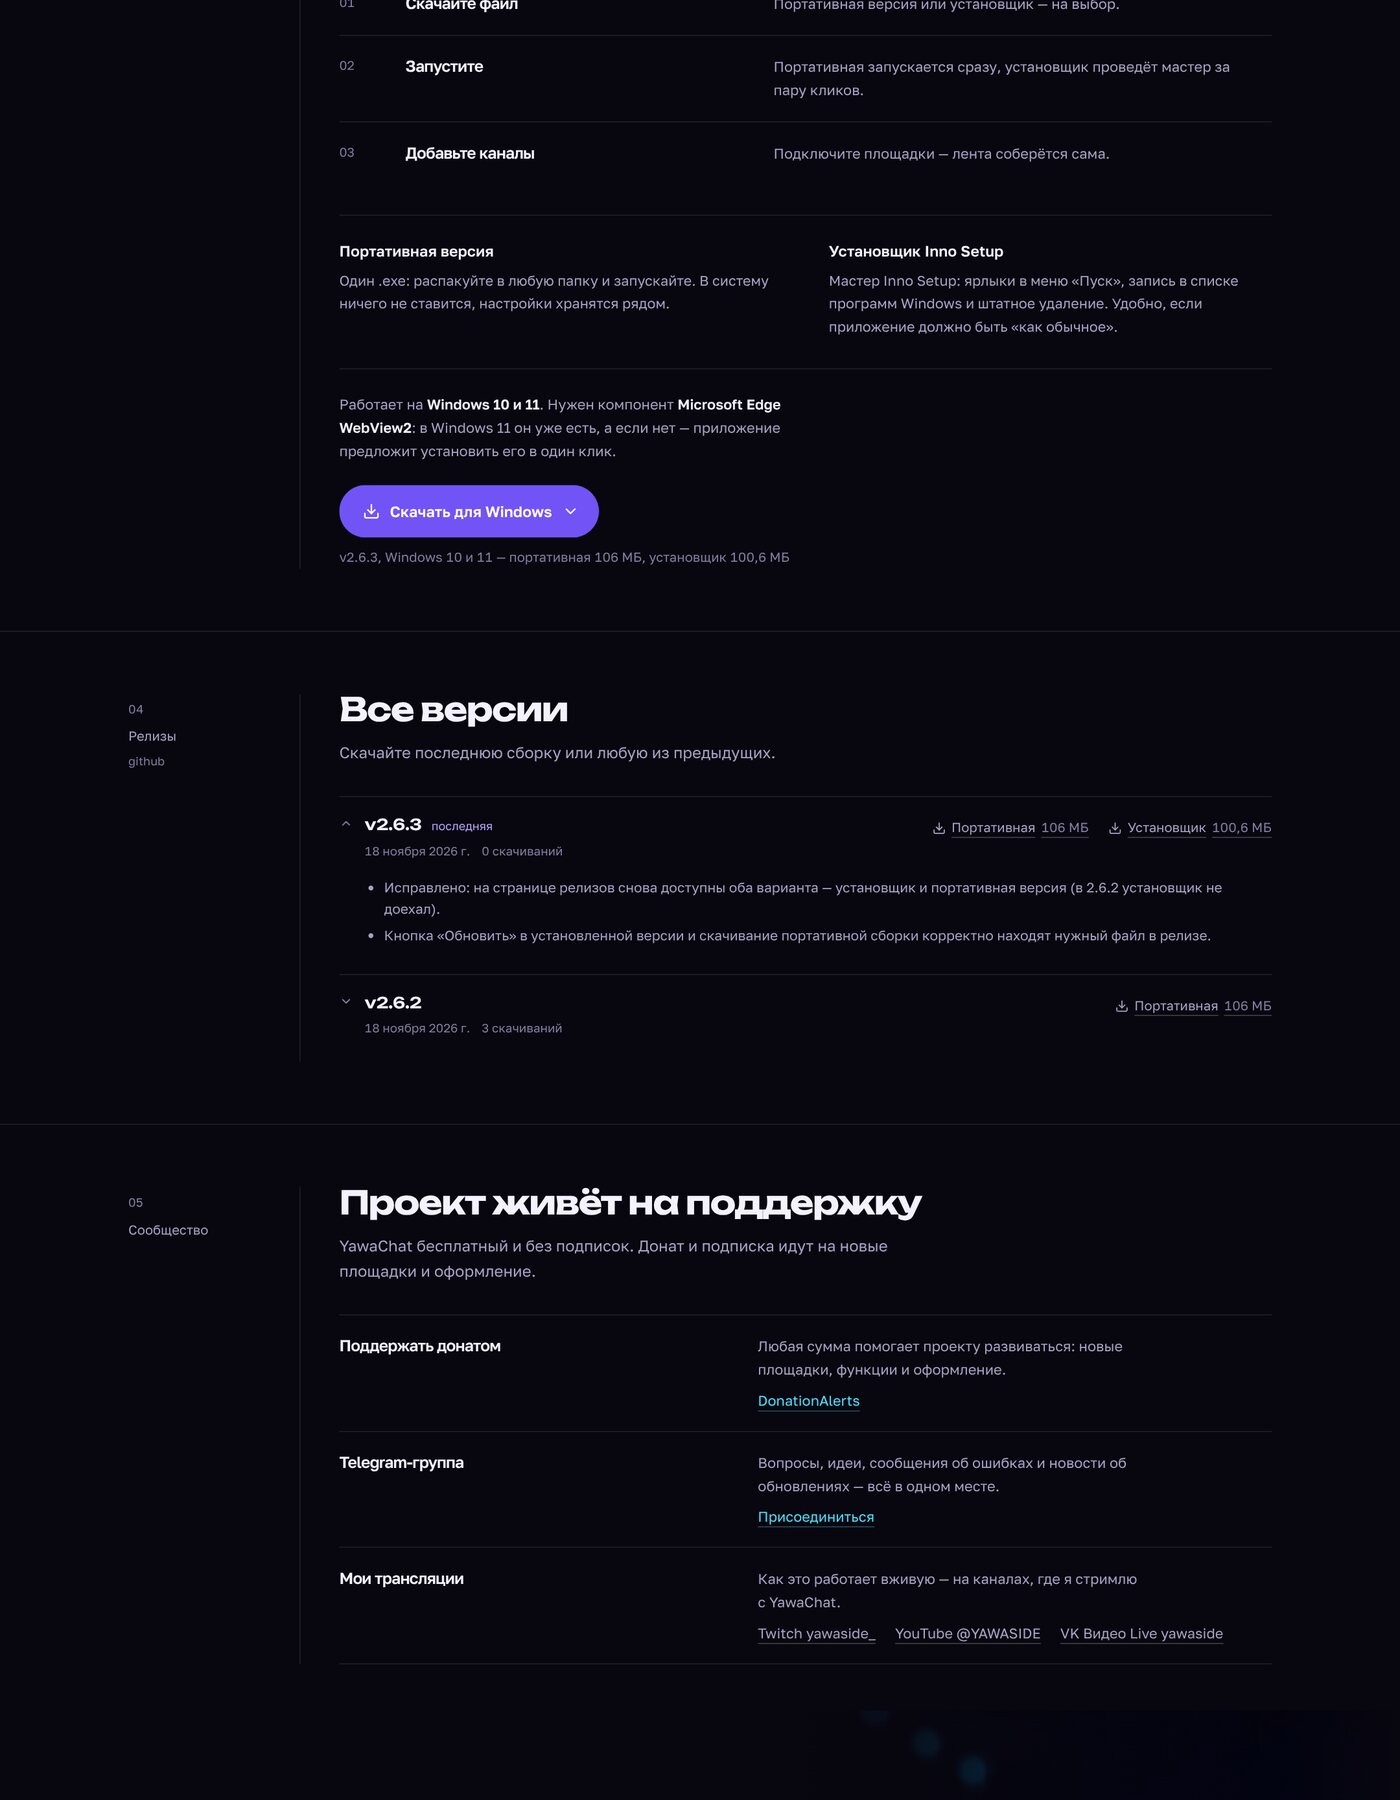 01
Скачайте файл
Портативная версия или установщик — на выбор.
02
Запустите
Портативная запускается сразу, установщик проведёт мастер за
пару кликов.
03
Добавьте каналы
Подключите площадки — лента соберётся сама.
Портативная версия
Один .exe: распакуйте в любую папку и запускайте. В систему
ничего не ставится, настройки хранятся рядом.
Установщик Inno Setup
Мастер Inno Setup: ярлыки в меню «Пуск», запись в списке
программ Windows и штатное удаление. Удобно, если
приложение должно быть «как обычное».
Работает на Windows 10 и 11. Нужен компонент Microsoft Edge
WebView2: в Windows 11 он уже есть, а если нет — приложение
предложит установить его в один клик.
Скачать для Windows
v2.6.3, Windows 10 и 11 — портативная 106 МБ, установщик 100,6 МБ
04
Релизы
github
Все версии
Скачайте последнюю сборку или любую из предыдущих.
v2.6.3 последняя
Портативная 106 МБ Установщик 100,6 МБ
18 ноября 2026 г. 0 скачиваний
• Исправлено: на странице релизов снова доступны оба варианта — установщик и портативная версия (в 2.6.2 установщик не
доехал).
• Кнопка «Обновить» в установленной версии и скачивание портативной сборки корректно находят нужный файл в релизе.
v2.6.2
Портативная 106 МБ
18 ноября 2026 г. 3 скачиваний
05
Сообщество
Проект живёт на поддержку
YawaChat бесплатный и без подписок. Донат и подписка идут на новые
площадки и оформление.
Поддержать донатом
Любая сумма помогает проекту развиваться: новые
площадки, функции и оформление.
DonationAlerts
Telegram-группа
Вопросы, идеи, сообщения об ошибках и новости об
обновлениях — всё в одном месте.
Присоединиться
Мои трансляции
Как это работает вживую — на каналах, где я стримлю
с YawaChat.
Twitch yawaside_ YouTube @YAWASIDE VK Видео Live yawaside